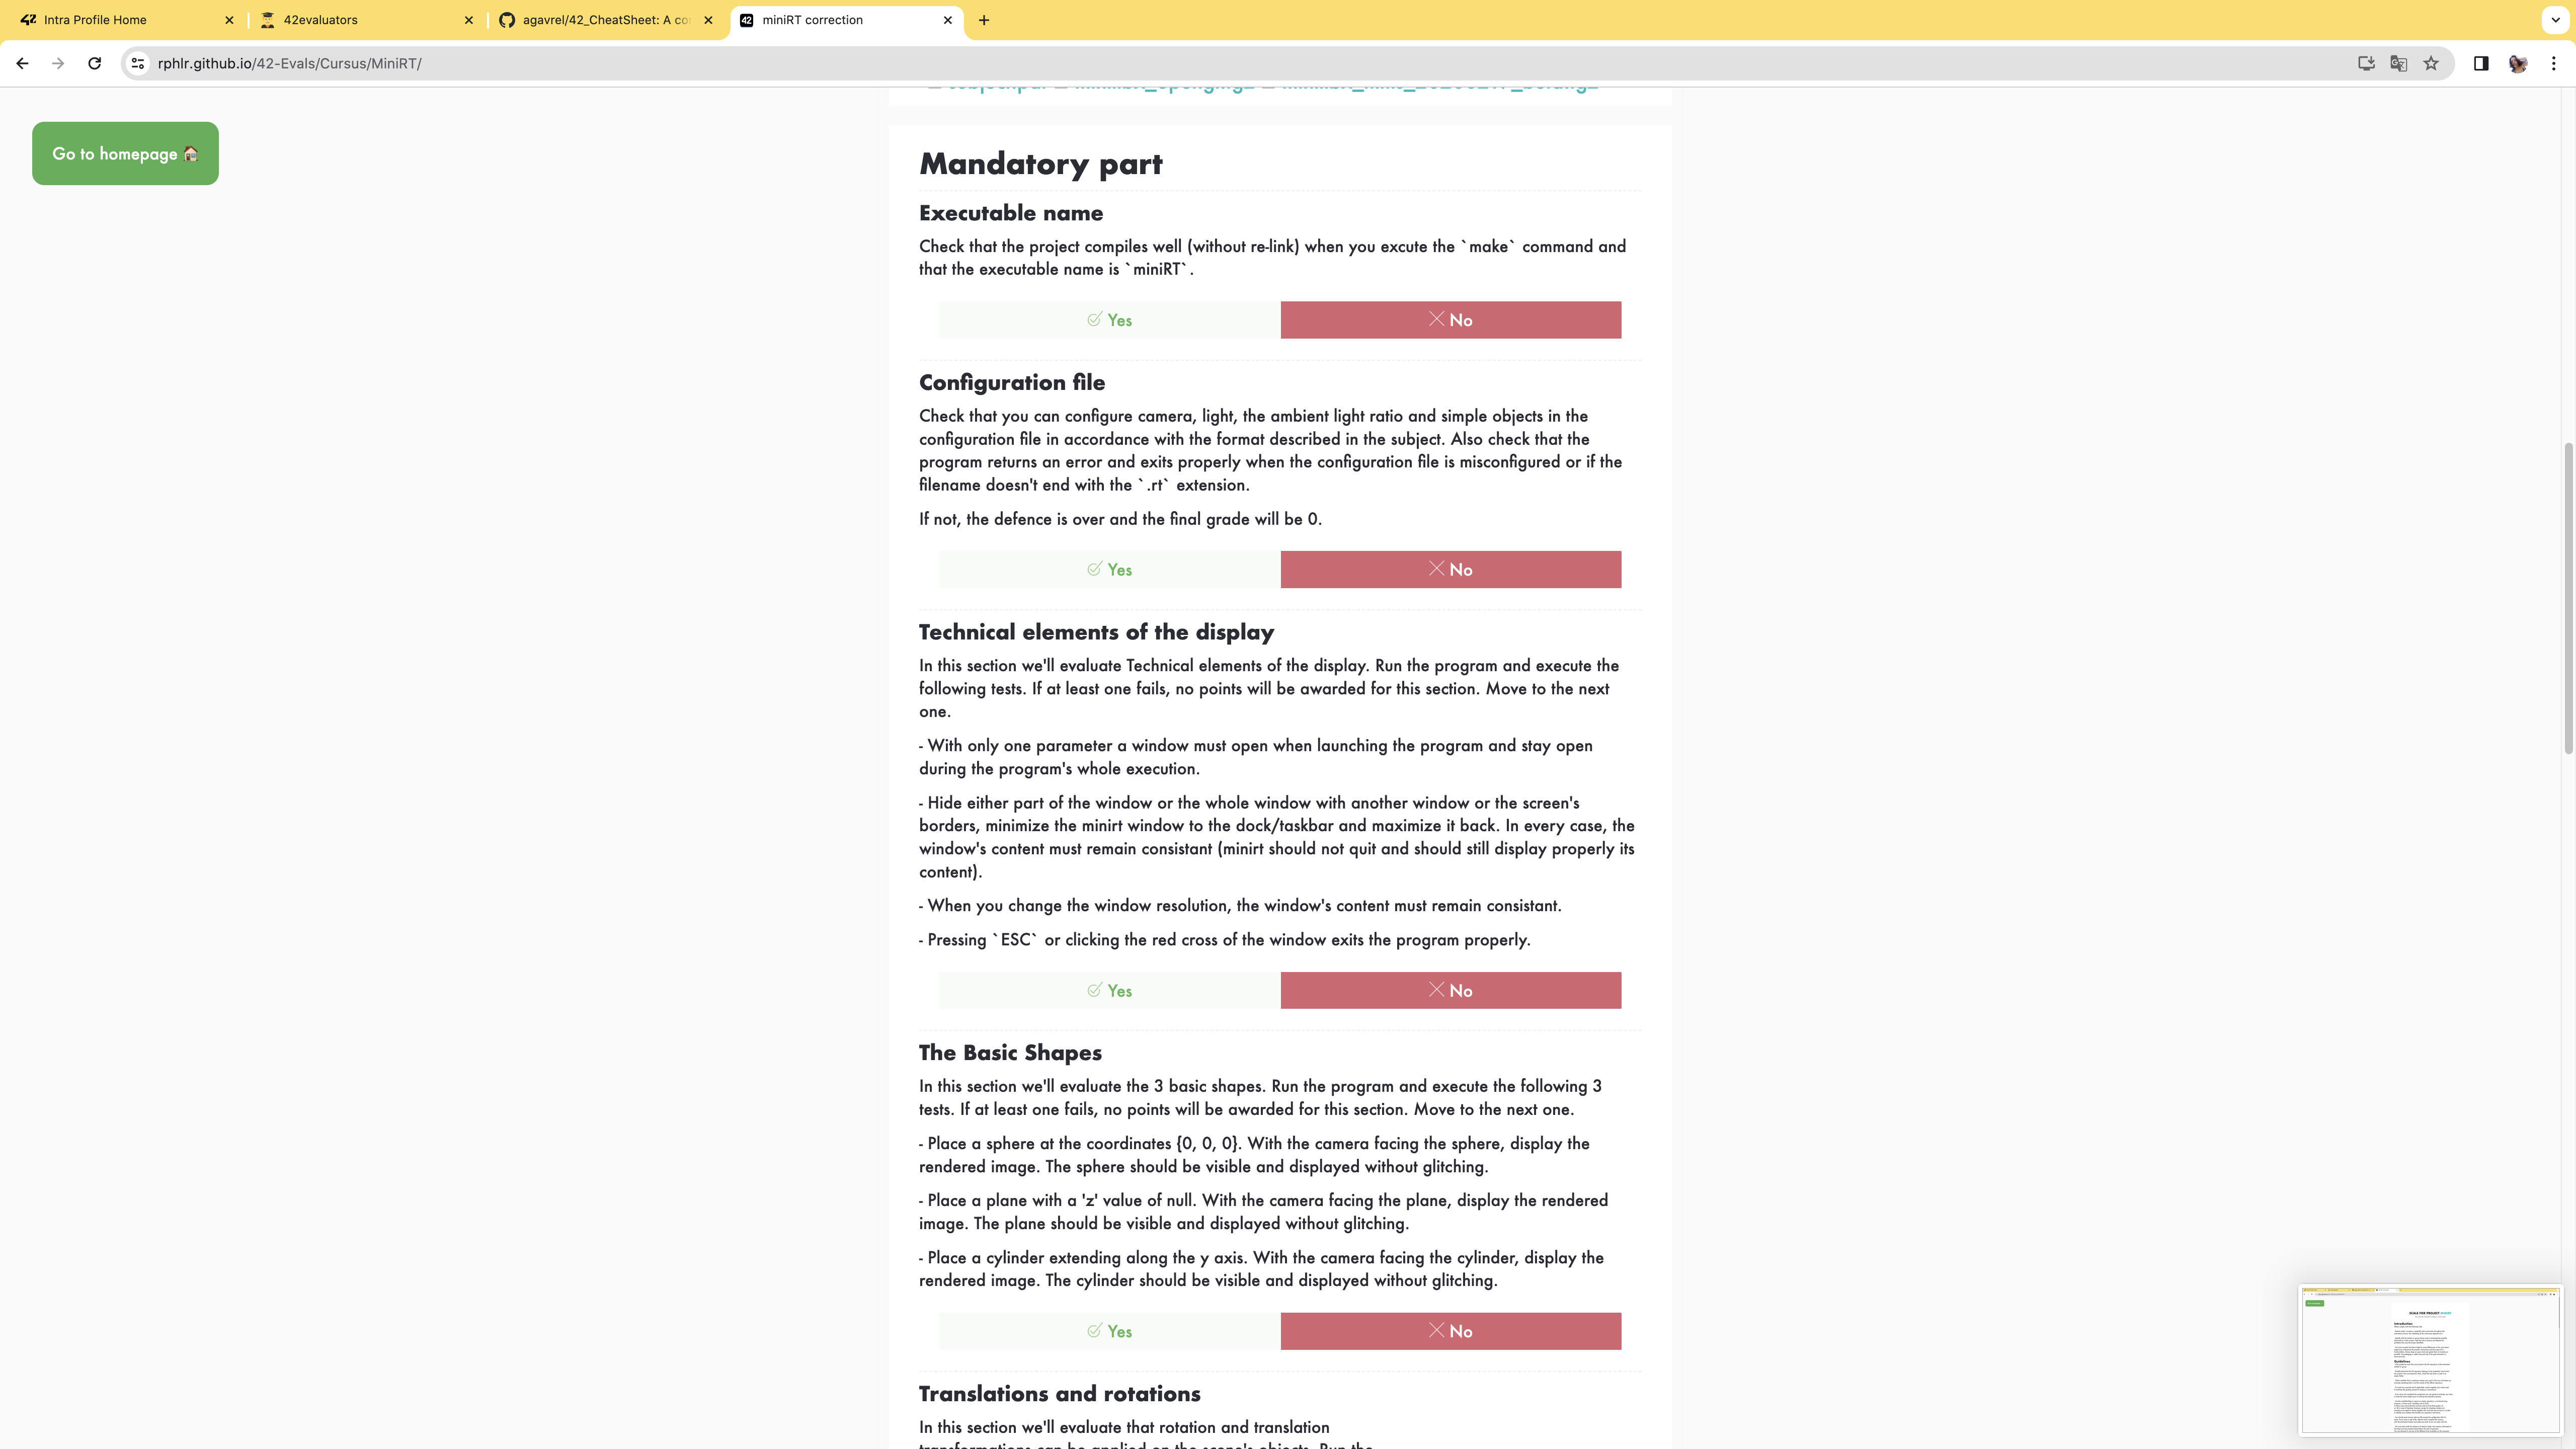 Intra Profile Home
42evaluators
agavrel/42_CheatSheet: A co
miniRT correction
rphlr.github.io/42-Evals/Cursus/MiniRT/
Go to homepage
Mandatory part
Executable name
Check that the project compiles well (without re-link) when you excute the `make` command and
that the executable name is `miniRT`.
Yes
No
Configuration file
Check that you can configure camera, light, the ambient light ratio and simple objects in the
configuration file in accordance with the format described in the subject. Also check that the
program returns an error and exits properly when the configuration file is misconfigured or if the
filename doesn't end with the `.rt` extension.
If not, the defence is over and the final grade will be 0.
Yes
No
Technical elements of the display
In this section we'll evaluate Technical elements of the display. Run the program and execute the
following tests. If at least one fails, no points will be awarded for this section. Move to the next
one.
- With only one parameter a window must open when launching the program and stay open
during the program's whole execution.
- Hide either part of the window or the whole window with another window or the screen's
borders, minimize the minirt window to the dock/taskbar and maximize it back. In every case, the
window's content must remain consistant (minirt should not quit and should still display properly its
content).
- When you change the window resolution, the window's content must remain consistant.
- Pressing `ESC` or clicking the red cross of the window exits the program properly.
Yes
No
The Basic Shapes
In this section we'll evaluate the 3 basic shapes. Run the program and execute the following 3
tests. If at least one fails, no points will be awarded for this section. Move to the next one.
- Place a sphere at the coordinates {0, 0, 0}. With the camera facing the sphere, display the
rendered image. The sphere should be visible and displayed without glitching.
- Place a plane with a 'z' value of null. With the camera facing the plane, display the rendered
image. The plane should be visible and displayed without glitching.
- Place a cylinder extending along the y axis. With the camera facing the cylinder, display the
rendered image. The cylinder should be visible and displayed without glitching.
Yes
No
Translations and rotations
In this section we'll evaluate that rotation and translation
transformations can be applied on the scene's objects. Run the